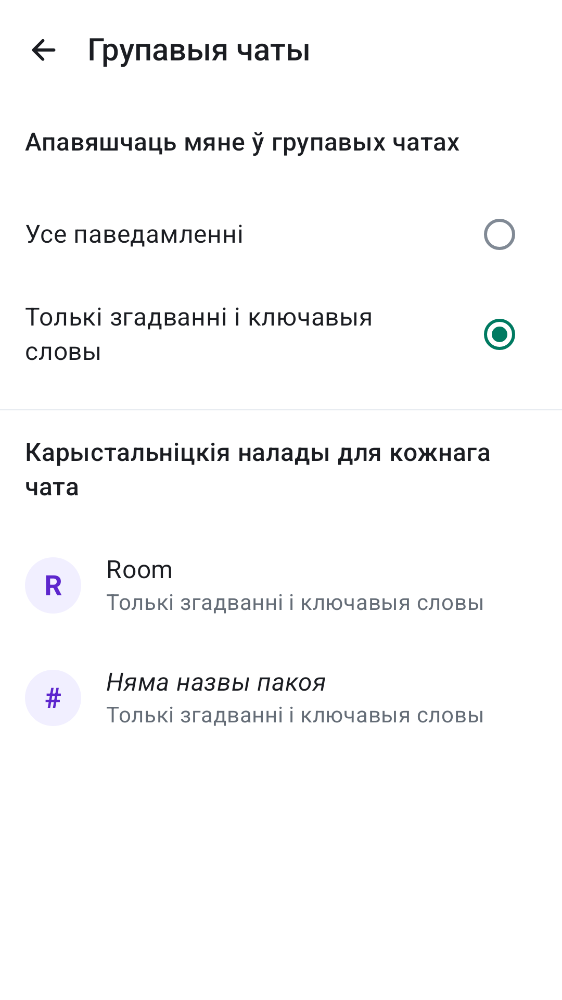 Групавыя чаты
Апавяшчаць мяне ў групавых чатах
Усе паведамленні
Толькі згадванні і ключавыя
словы
Карыстальніцкія налады для кожнага
чата
R
Room
Толькі згадванні і ключавыя словы
#
Няма назвы пакоя
Толькі згадванні і ключавыя словы